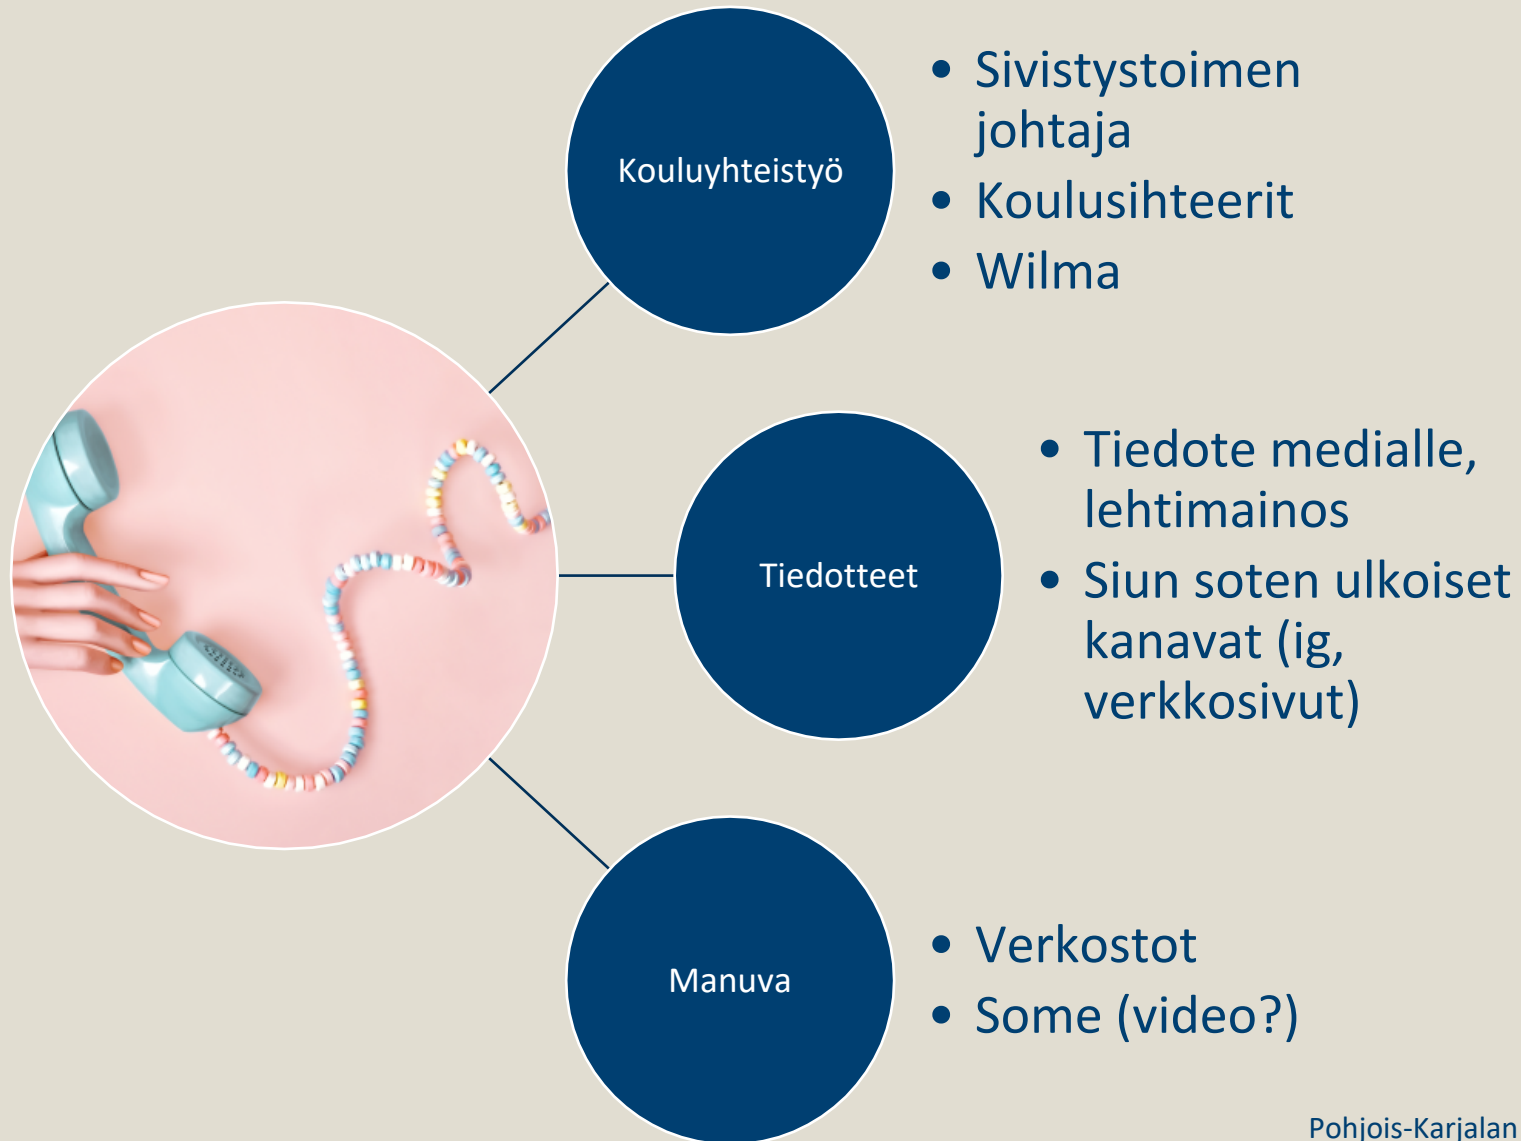 Kouluyhteistyö
• Sivistystoimen
johtaja
• Koulusihteerit
• Wilma
Tiedotteet
• Tiedote medialle,
lehtimainos
• Siun soten ulkoiset
kanavat (ig,
verkkosivut)
Manuva
• Verkostot
• Some (video?)
Pohjois-Karjalan